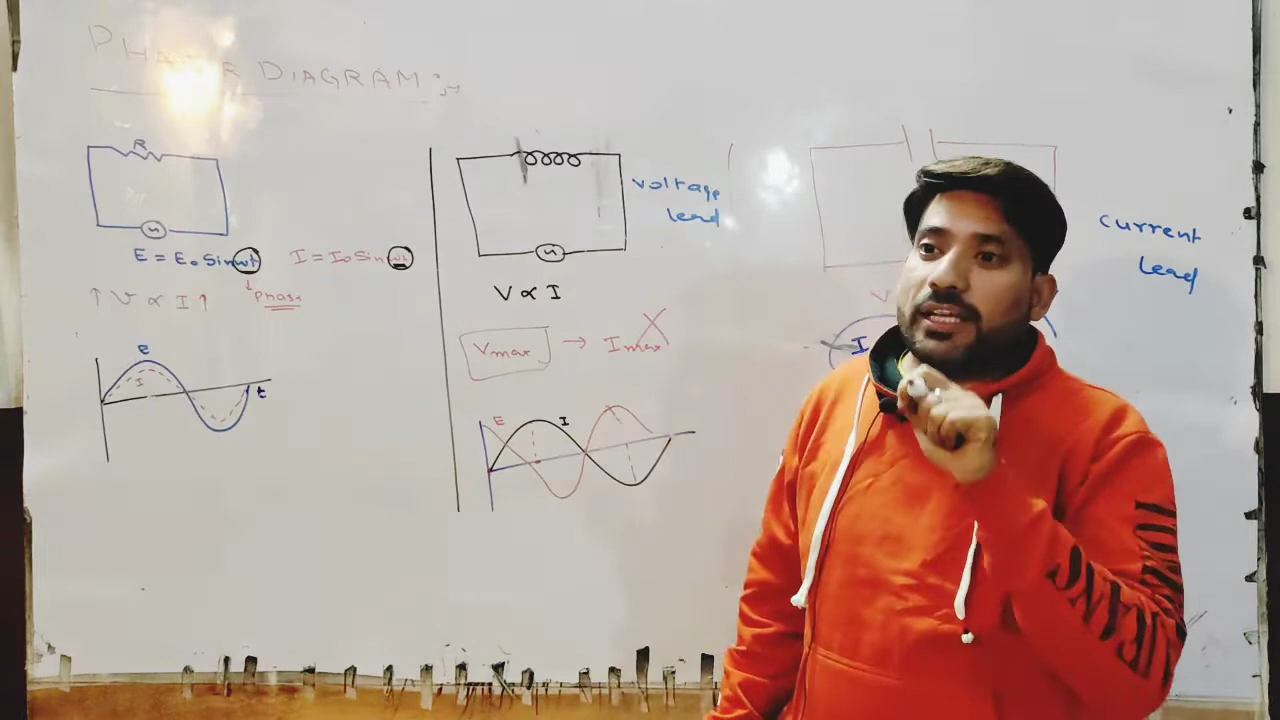 PHASOR DIAGRAM :-
R
E = E₀ Sinωt
I = I₀ Sinωt
↑ V ∝ I ↑
Phase
E
I
t
voltage
lead
V ∝ I
Vmax → Imax
E
I
current
lead
V
I